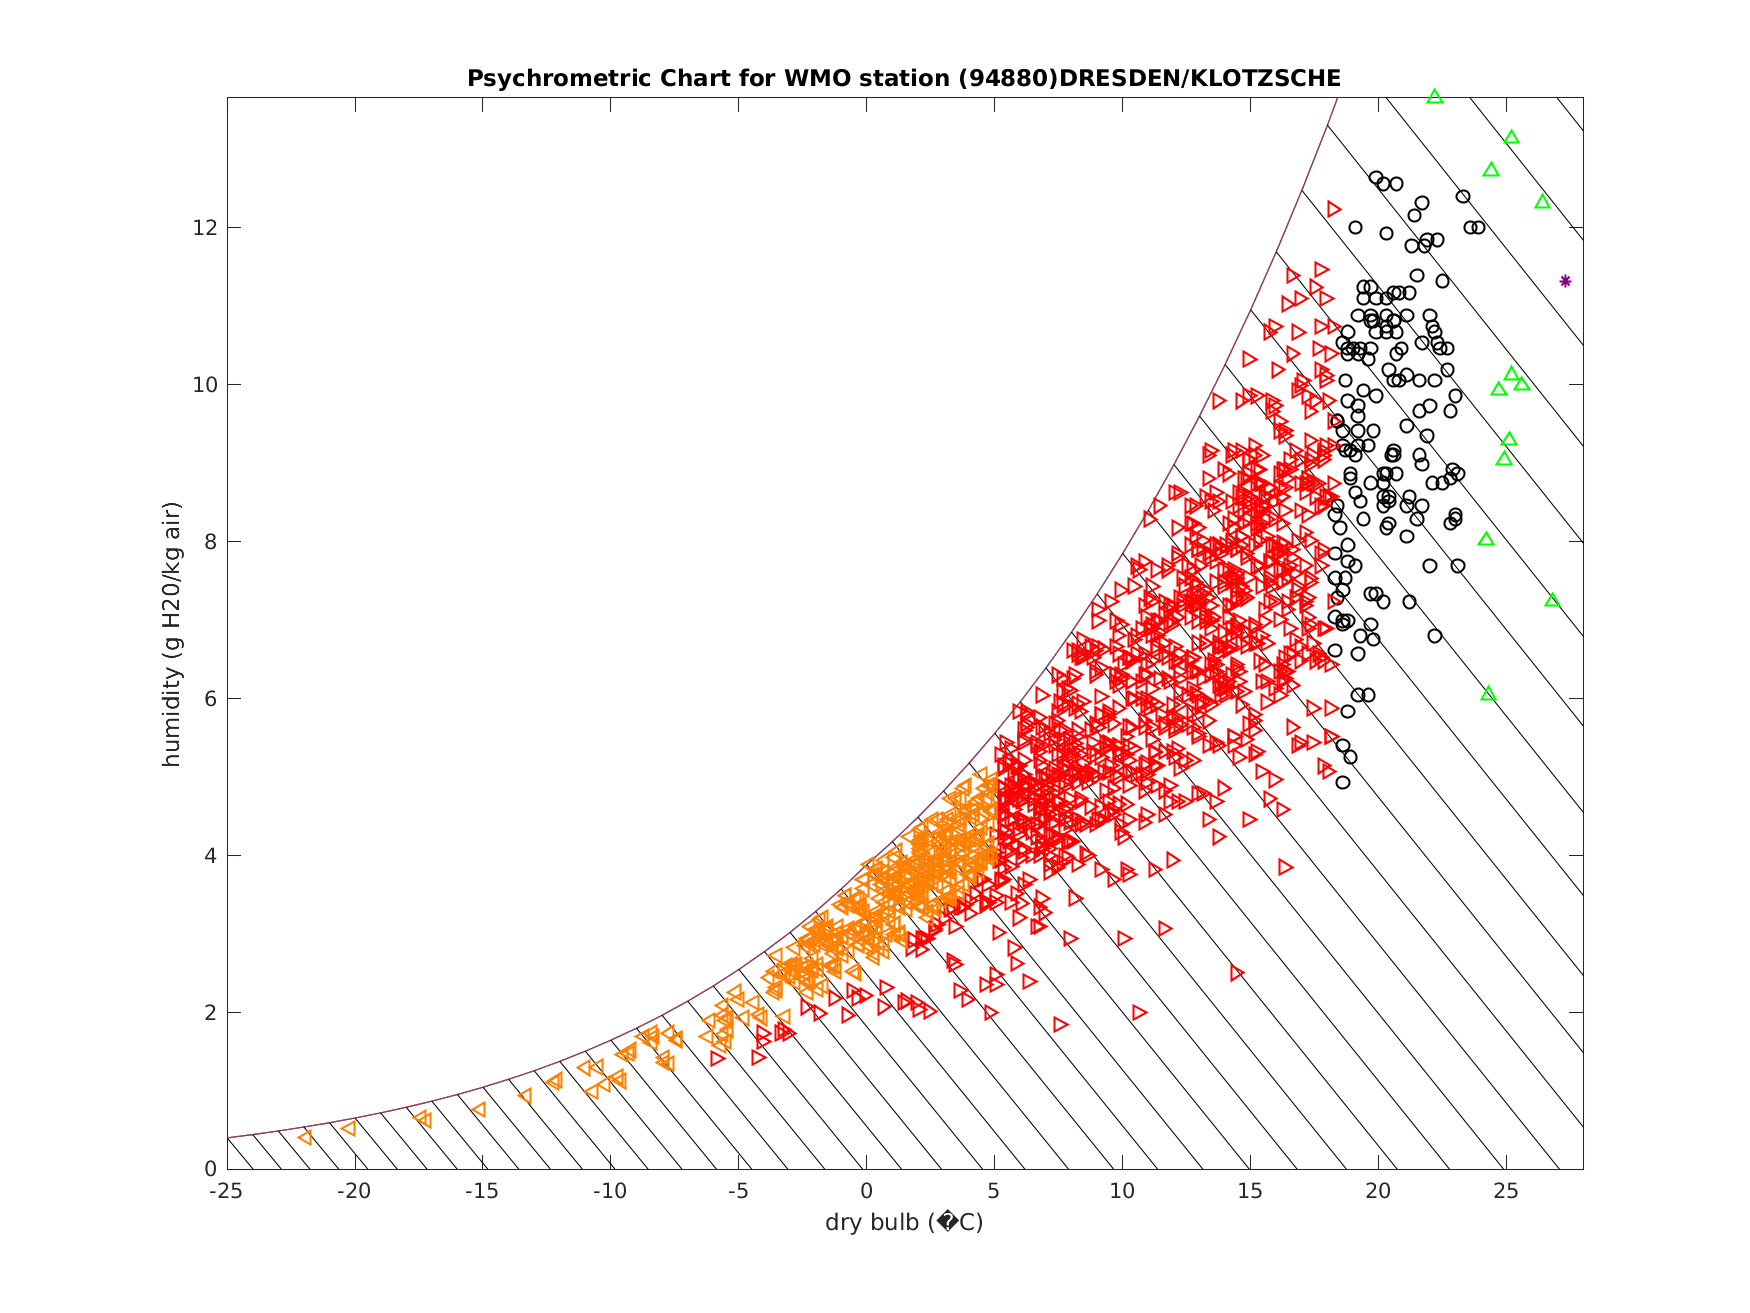 Psychrometric Chart for WMO station (94880)DRESDEN/KLOTZSCHE
humidity (g H20/kg air)
12
10
8
6
4
2
0
-25 -20 -15 -10 -5 0 5 10 15 20 25
dry bulb (�C)